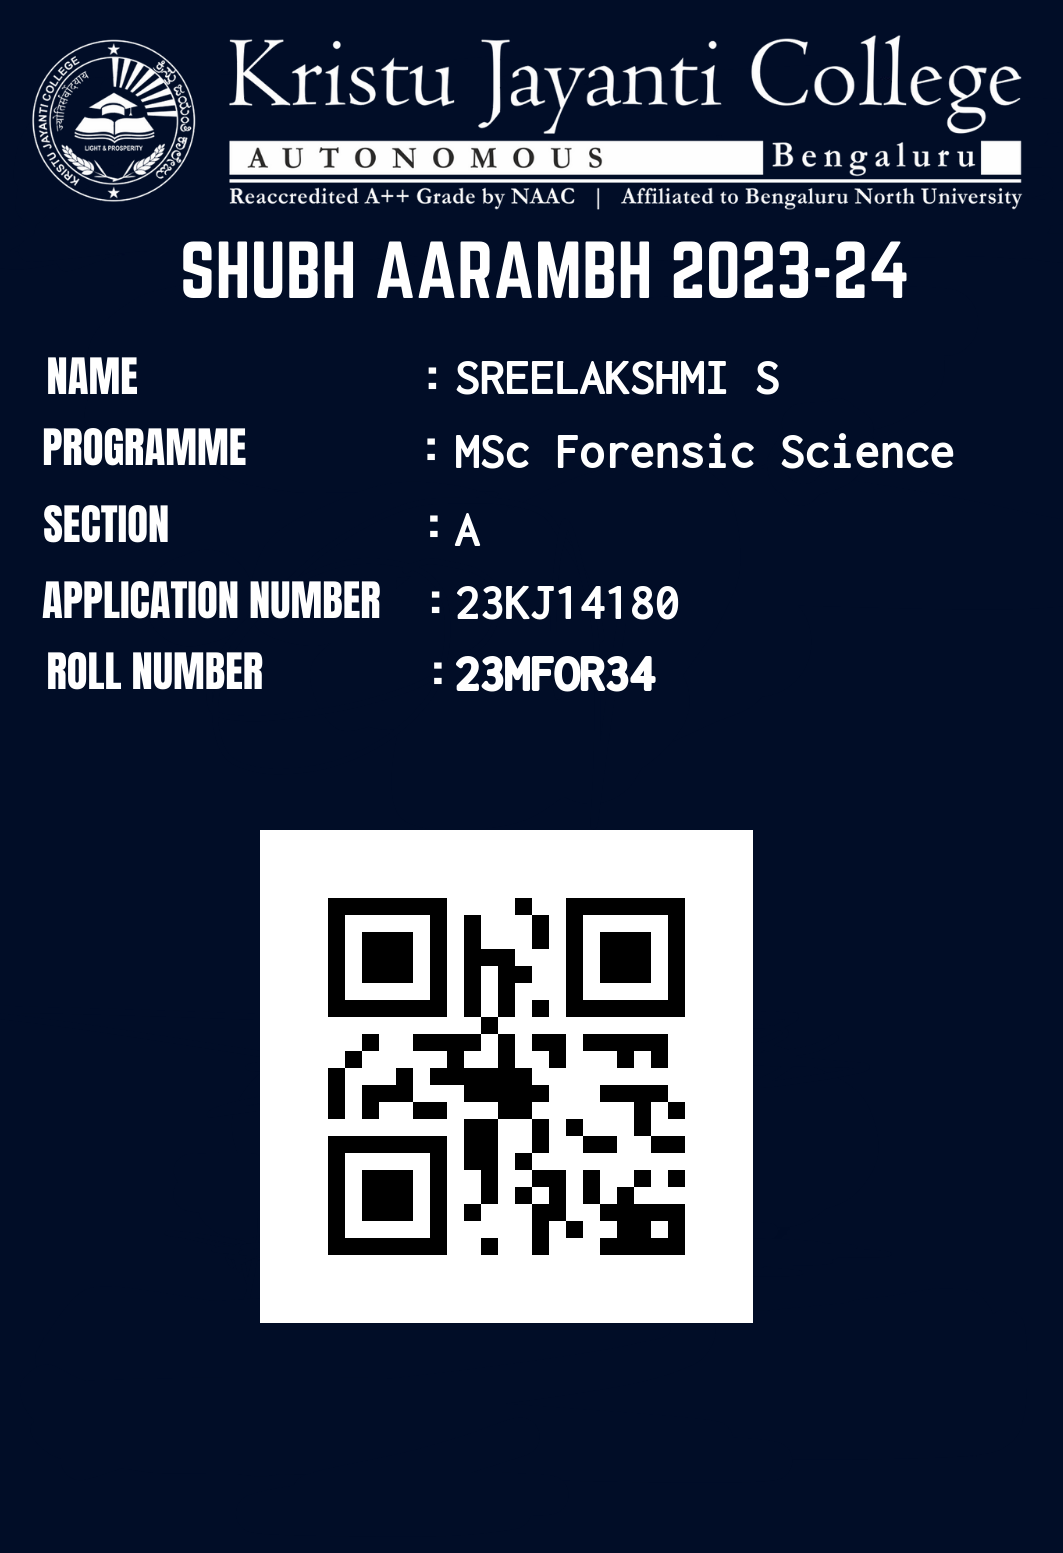 Kristu Jayanti College
AUTONOMOUS Bengaluru
Reaccredited A++ Grade by NAAC | Affiliated to Bengaluru North University
KRISTU JAYANTI COLLEGE
LIGHT & PROSPERITY
SHUBH AARAMBH 2023-24
NAME : SREELAKSHMI S
PROGRAMME : MSc Forensic Science
SECTION : A
APPLICATION NUMBER : 23KJ14180
ROLL NUMBER : 23MFOR34